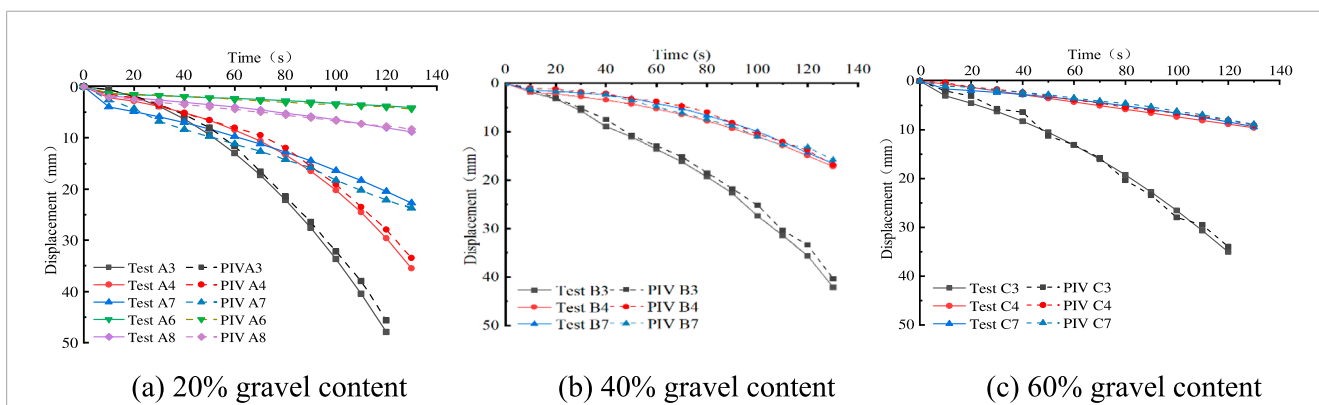 Time (s)
0 20 40 60 80 100 120 140
0
10
20
30
40
50
Displacement (mm)
Test A3 PIVA3
Test A4 PIV A4
Test A7 PIV A7
Test A6 PIV A6
Test A8 PIV A8
(a) 20% gravel content
Time (s)
0 20 40 60 80 100 120 140
0
10
20
30
40
50
Displacement (mm)
Test B3 PIV B3
Test B4 PIV B4
Test B7 PIV B7
(b) 40% gravel content
Time (s)
0 20 40 60 80 100 120 140
0
10
20
30
40
50
Displacement (mm)
Test C3 PIV C3
Test C4 PIV C4
Test C7 PIV C7
(c) 60% gravel content